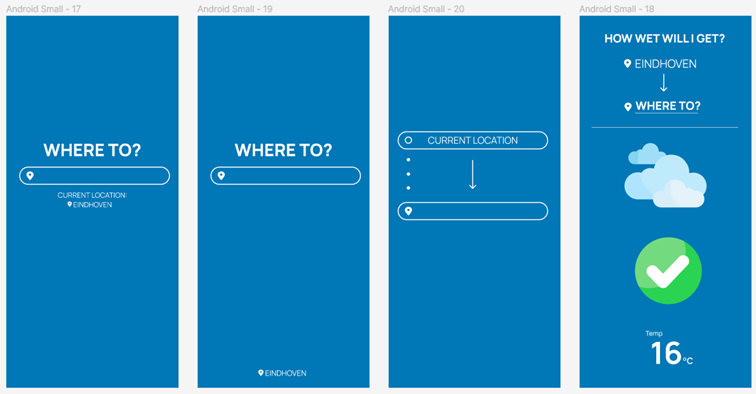 Android Small - 17
WHERE TO?
CURRENT LOCATION:
EINDHOVEN
Android Small - 19
WHERE TO?
EINDHOVEN
Android Small - 20
CURRENT LOCATION
Android Small - 18
HOW WET WILL I GET?
EINDHOVEN
WHERE TO?
Temp
16°C